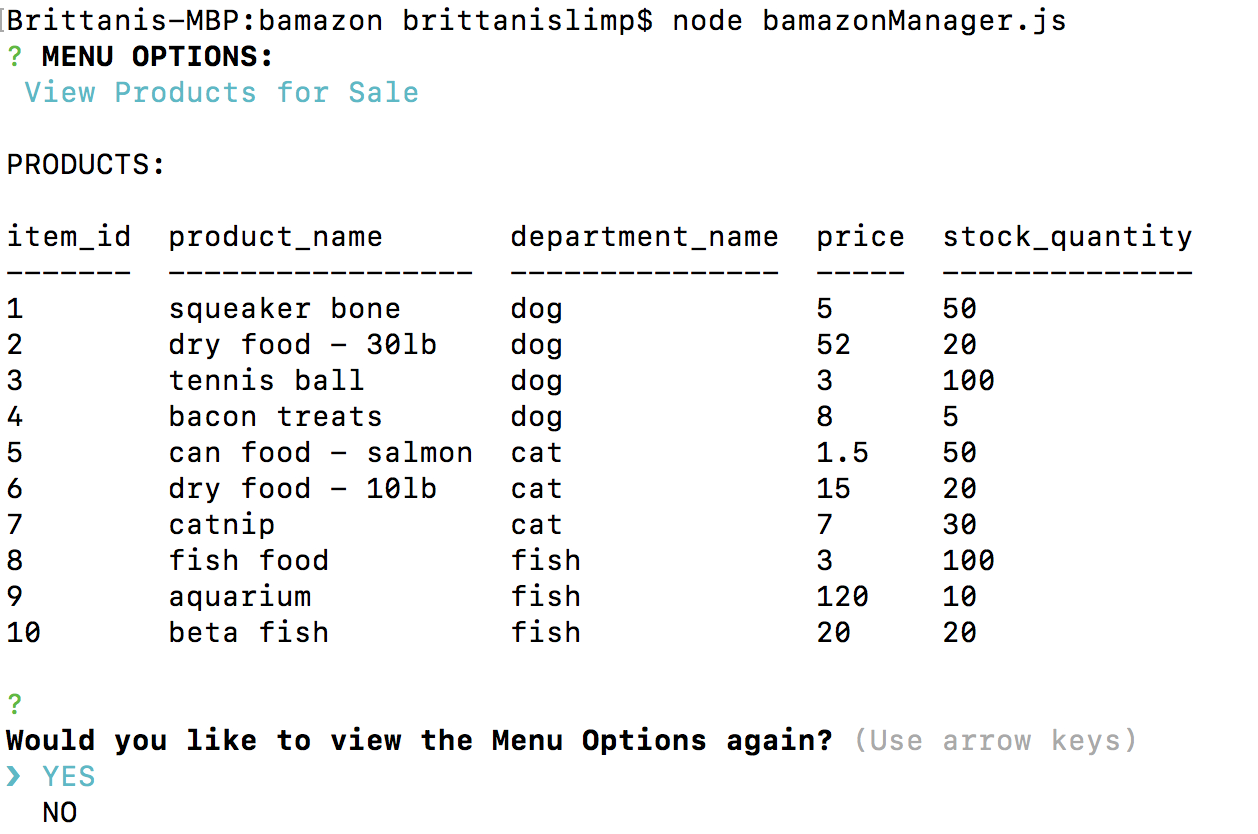 [Brittanis-MBP:bamazon brittanislimp$ node bamazonManager.js
? MENU OPTIONS:
 View Products for Sale
PRODUCTS:
item_id  product_name       department_name  price  stock_quantity
-------  -----------------  ---------------  -----  --------------
1        squeaker bone      dog              5      50
2        dry food - 30lb    dog              52     20
3        tennis ball        dog              3      100
4        bacon treats       dog              8      5
5        can food - salmon  cat              1.5    50
6        dry food - 10lb    cat              15     20
7        catnip             cat              7      30
8        fish food          fish             3      100
9        aquarium           fish             120    10
10       beta fish          fish             20     20
?
Would you like to view the Menu Options again? (Use arrow keys)
❯ YES
  NO